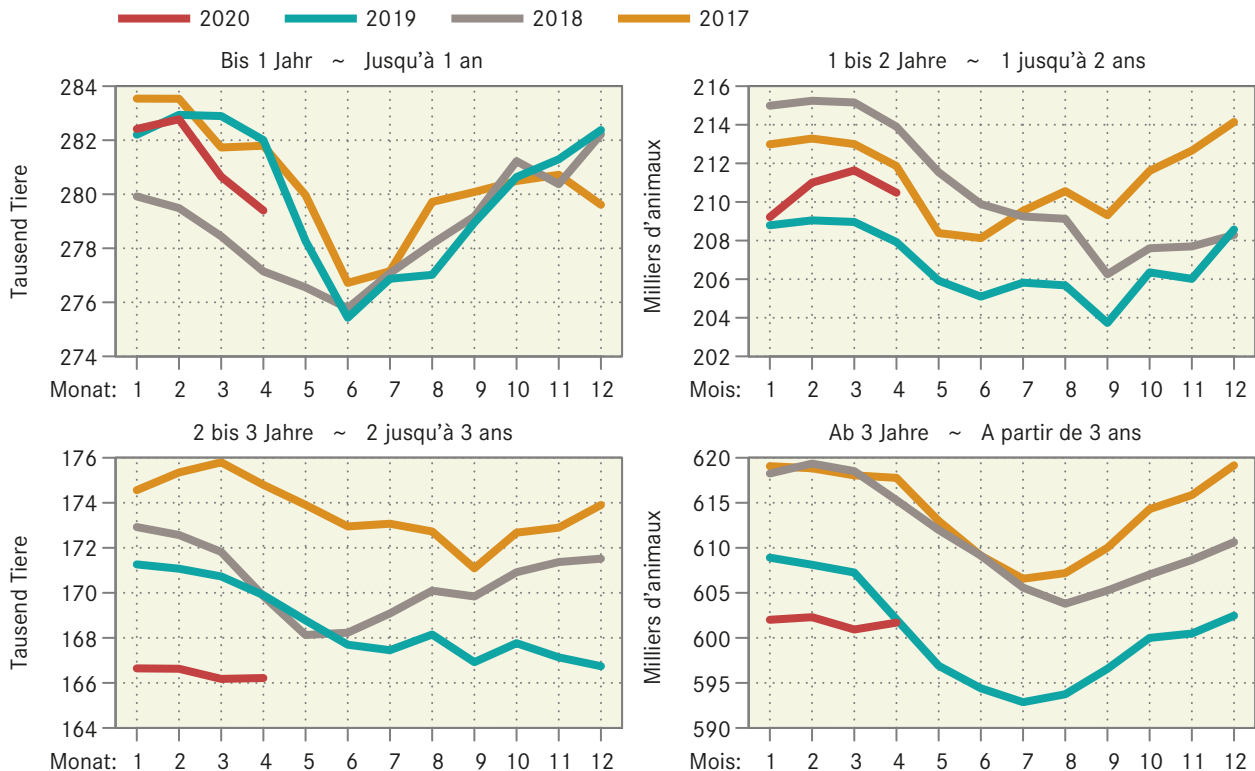 2020 2019 2018 2017
Bis 1 Jahr ~ Jusqu'à 1 an
Tausend Tiere
284
282
280
278
276
274
Monat: 1 2 3 4 5 6 7 8 9 10 11 12
1 bis 2 Jahre ~ 1 jusqu'à 2 ans
Milliers d'animaux
216
214
212
210
208
206
204
202
Mois: 1 2 3 4 5 6 7 8 9 10 11 12
2 bis 3 Jahre ~ 2 jusqu'à 3 ans
Tausend Tiere
176
174
172
170
168
166
164
Monat: 1 2 3 4 5 6 7 8 9 10 11 12
Ab 3 Jahre ~ A partir de 3 ans
Milliers d'animaux
620
615
610
605
600
595
590
Mois: 1 2 3 4 5 6 7 8 9 10 11 12